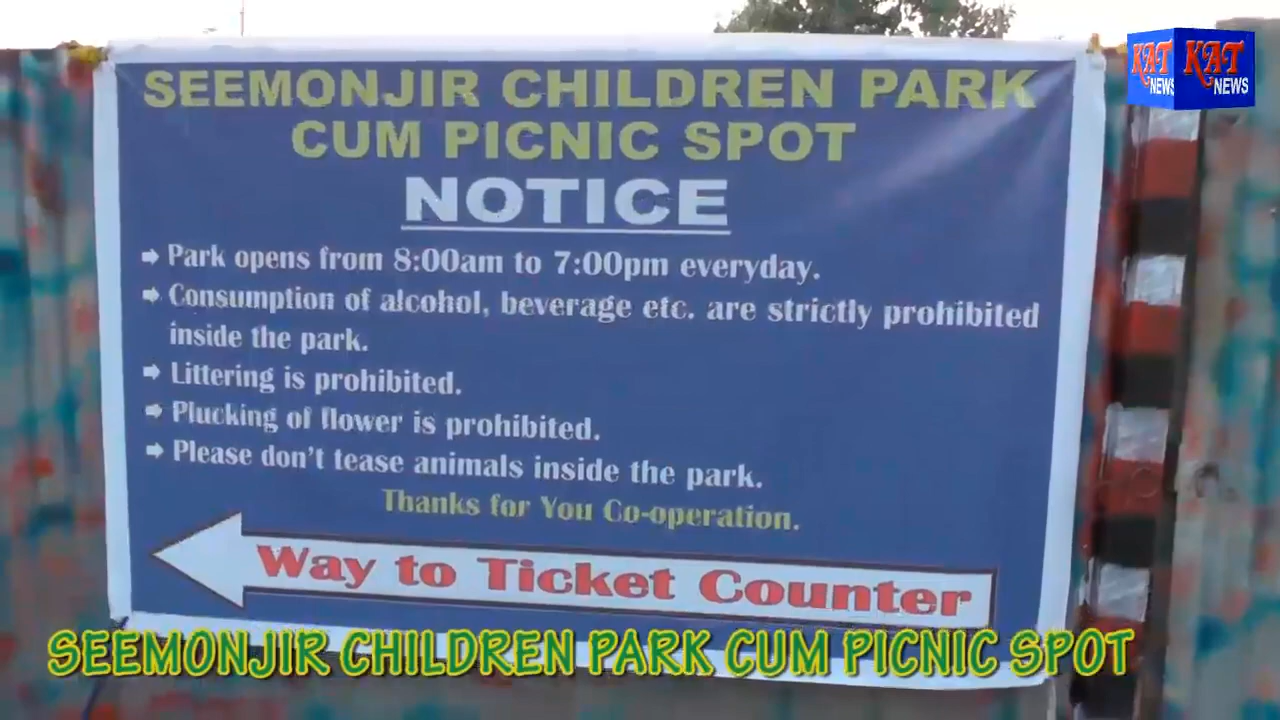 SEEMONJIR CHILDREN PARK
CUM PICNIC SPOT
NOTICE
Park opens from 8:00am to 7:00pm everyday.
Consumption of alcohol, beverage etc. are strictly prohibited
inside the park.
Littering is prohibited.
Plucking of flower is prohibited.
Please don't tease animals inside the park.
Thanks for You Co-operation.
Way to Ticket Counter
SEEMONJIR CHILDREN PARK CUM PICNIC SPOT
KAT NEWS
KAT NEWS